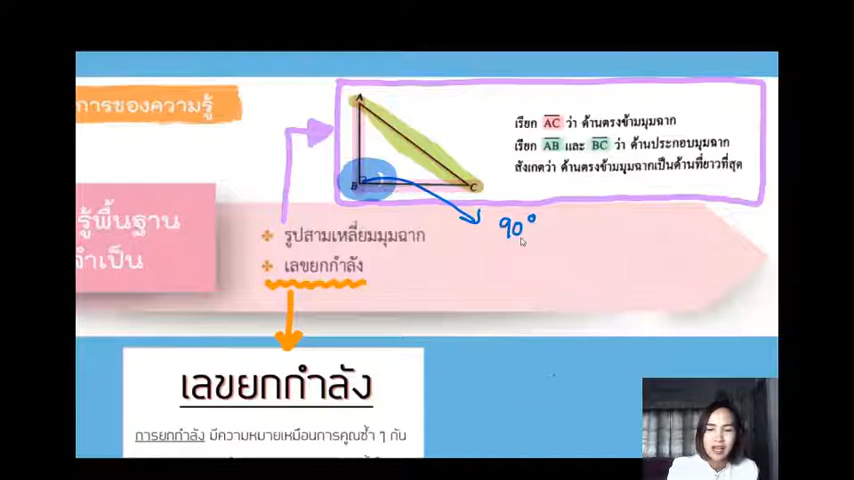 การของความรู้
A
B
C
เรียก AC ว่า ด้านตรงข้ามมุมฉาก
เรียก AB และ BC ว่า ด้านประกอบมุมฉาก
สังเกตว่า ด้านตรงข้ามมุมฉากเป็นด้านที่ยาวที่สุด
รู้พื้นฐาน
จำเป็น
รูปสามเหลี่ยมมุมฉาก
เลขยกกำลัง
90°
เลขยกกำลัง
การยกกำลัง มีความหมายเหมือนการคูณซ้ำ ๆ กัน